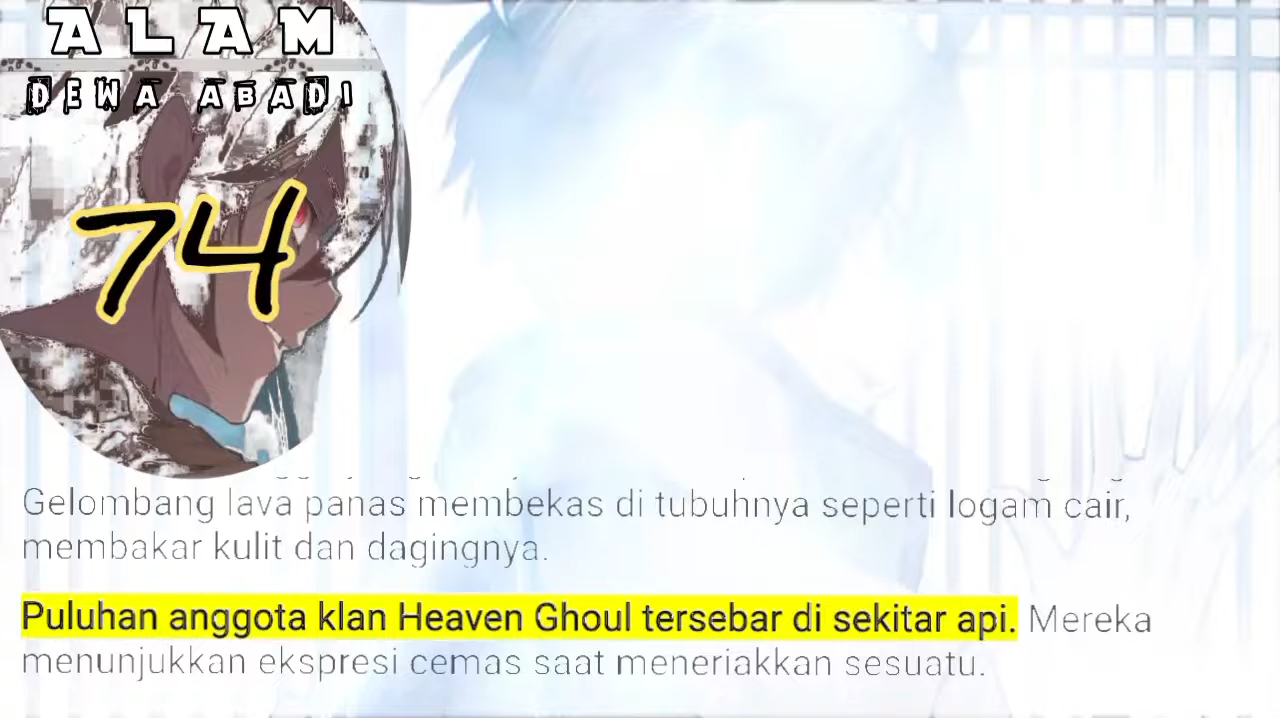 ALAM
DEWA ABADI
74
Gelombang lava panas membekas di tubuhnya seperti logam cair,
membakar kulit dan dagingnya.
Puluhan anggota klan Heaven Ghoul tersebar di sekitar api. Mereka
menunjukkan ekspresi cemas saat meneriakkan sesuatu.